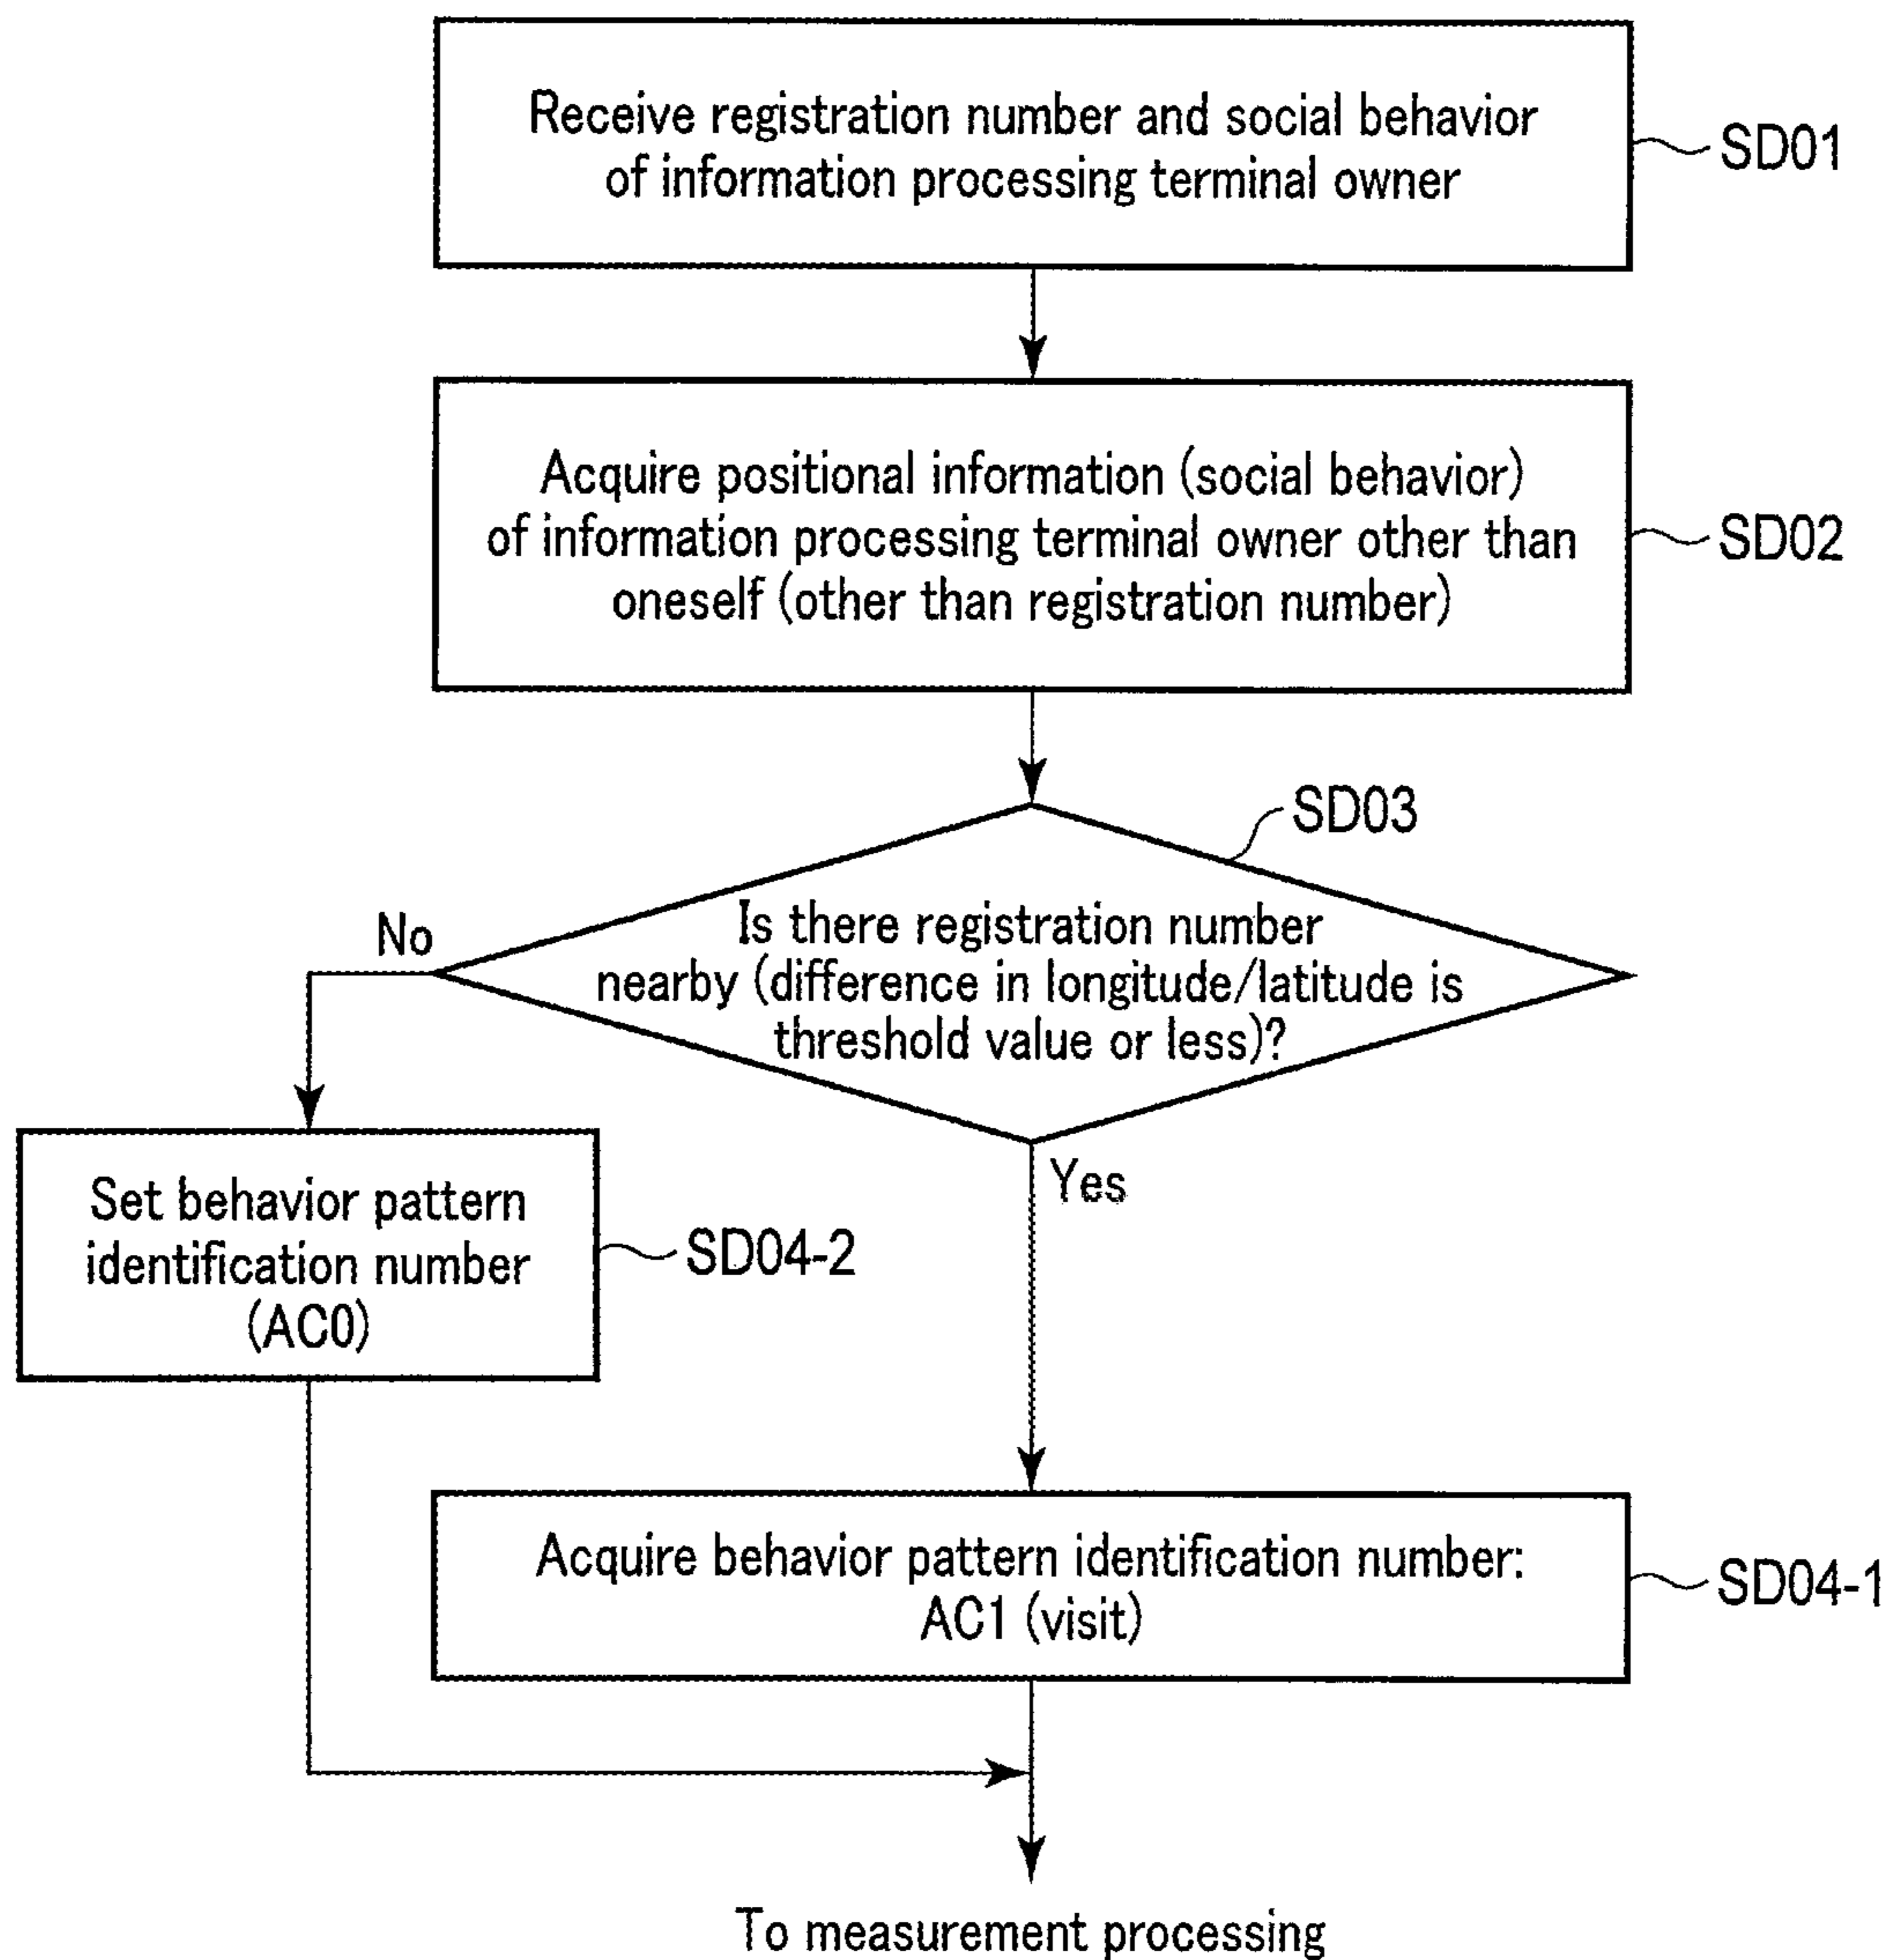 Receive registration number and social behavior
of information processing terminal owner
SD01
Acquire positional information (social behavior)
of information processing terminal owner other than
oneself (other than registration number)
SD02
SD03
Is there registration number
nearby (difference in longitude/latitude is
threshold value or less)?
No
Yes
Set behavior pattern
identification number
(AC0)
SD04-2
Acquire behavior pattern identification number:
AC1 (visit)
SD04-1
To measurement processing